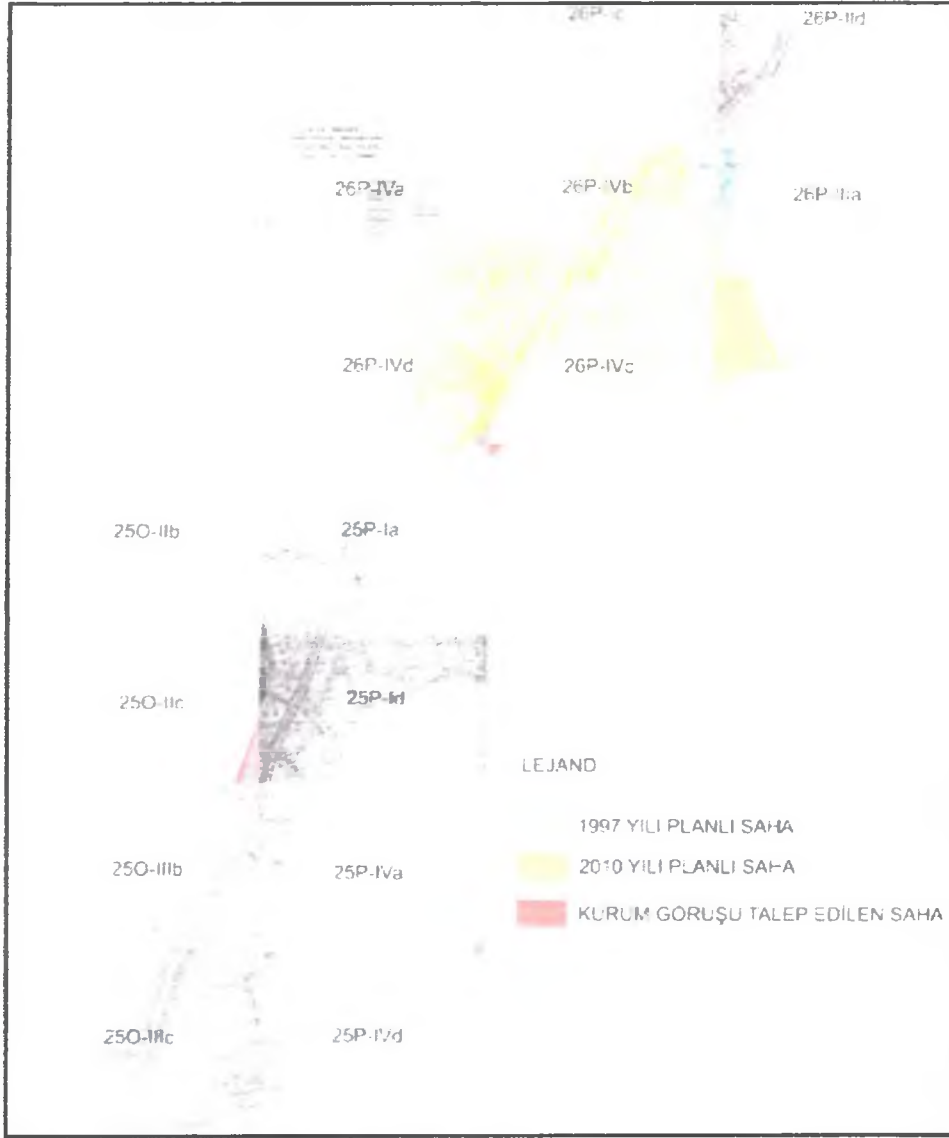 26P-Ic 26P-IId
26P-IVa 26P-IVb 26P-IIIa
26P-IVd 26P-IVc
25O-IIb 25P-Ia
25O-IIc 25P-Id
LEJAND
1997 YILI PLANLI SAHA
25O-IIIb 25P-IVa 2010 YILI PLANLI SAHA
KURUM GÖRUŞU TALEP EDİLEN SAHA
25O-IIIc 25P-IVd